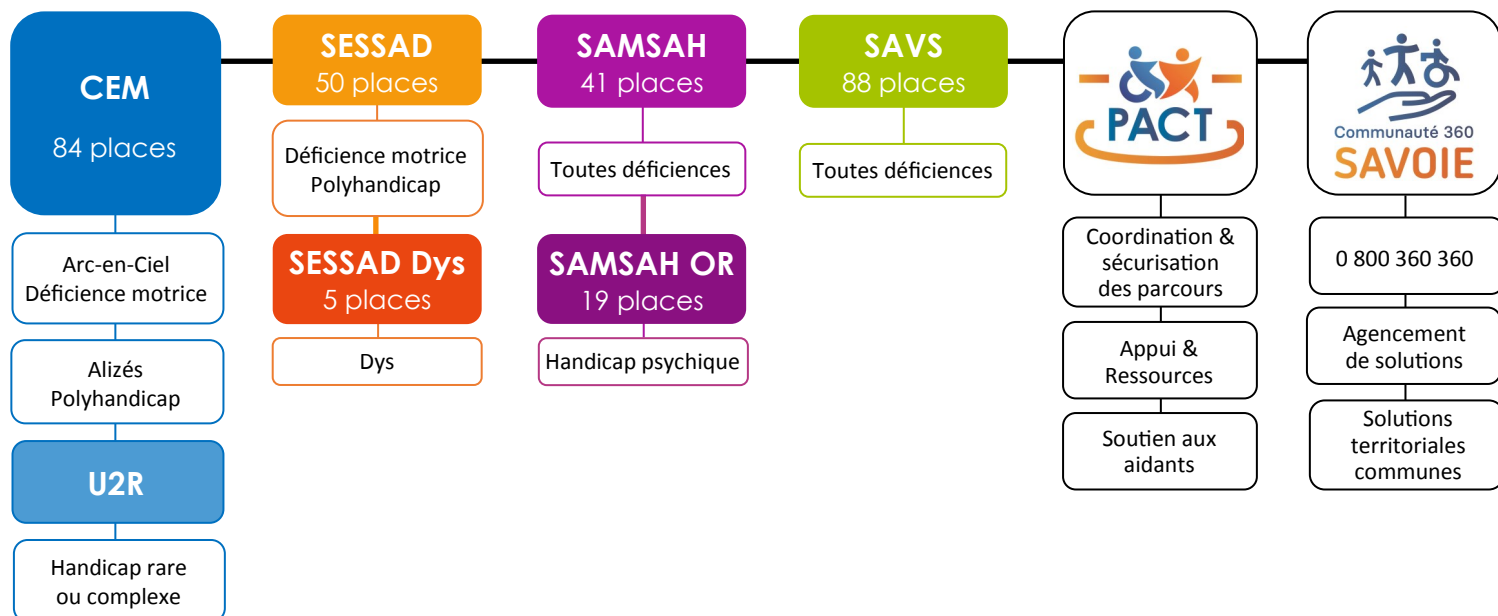 CEM
84 places
Arc-en-Ciel
Déficience motrice
Alizés
Polyhandicap
U2R
Handicap rare
ou complexe
SESSAD
50 places
Déficience motrice
Polyhandicap
SESSAD Dys
5 places
Dys
SAMSAH
41 places
Toutes déficiences
SAMSAH OR
19 places
Handicap psychique
SAVS
88 places
Toutes déficiences
PACT
Coordination &
sécurisation
des parcours
Appui &
Ressources
Soutien aux
aidants
Communauté 360
SAVOIE
0 800 360 360
Agencement
de solutions
Solutions
territoriales
communes